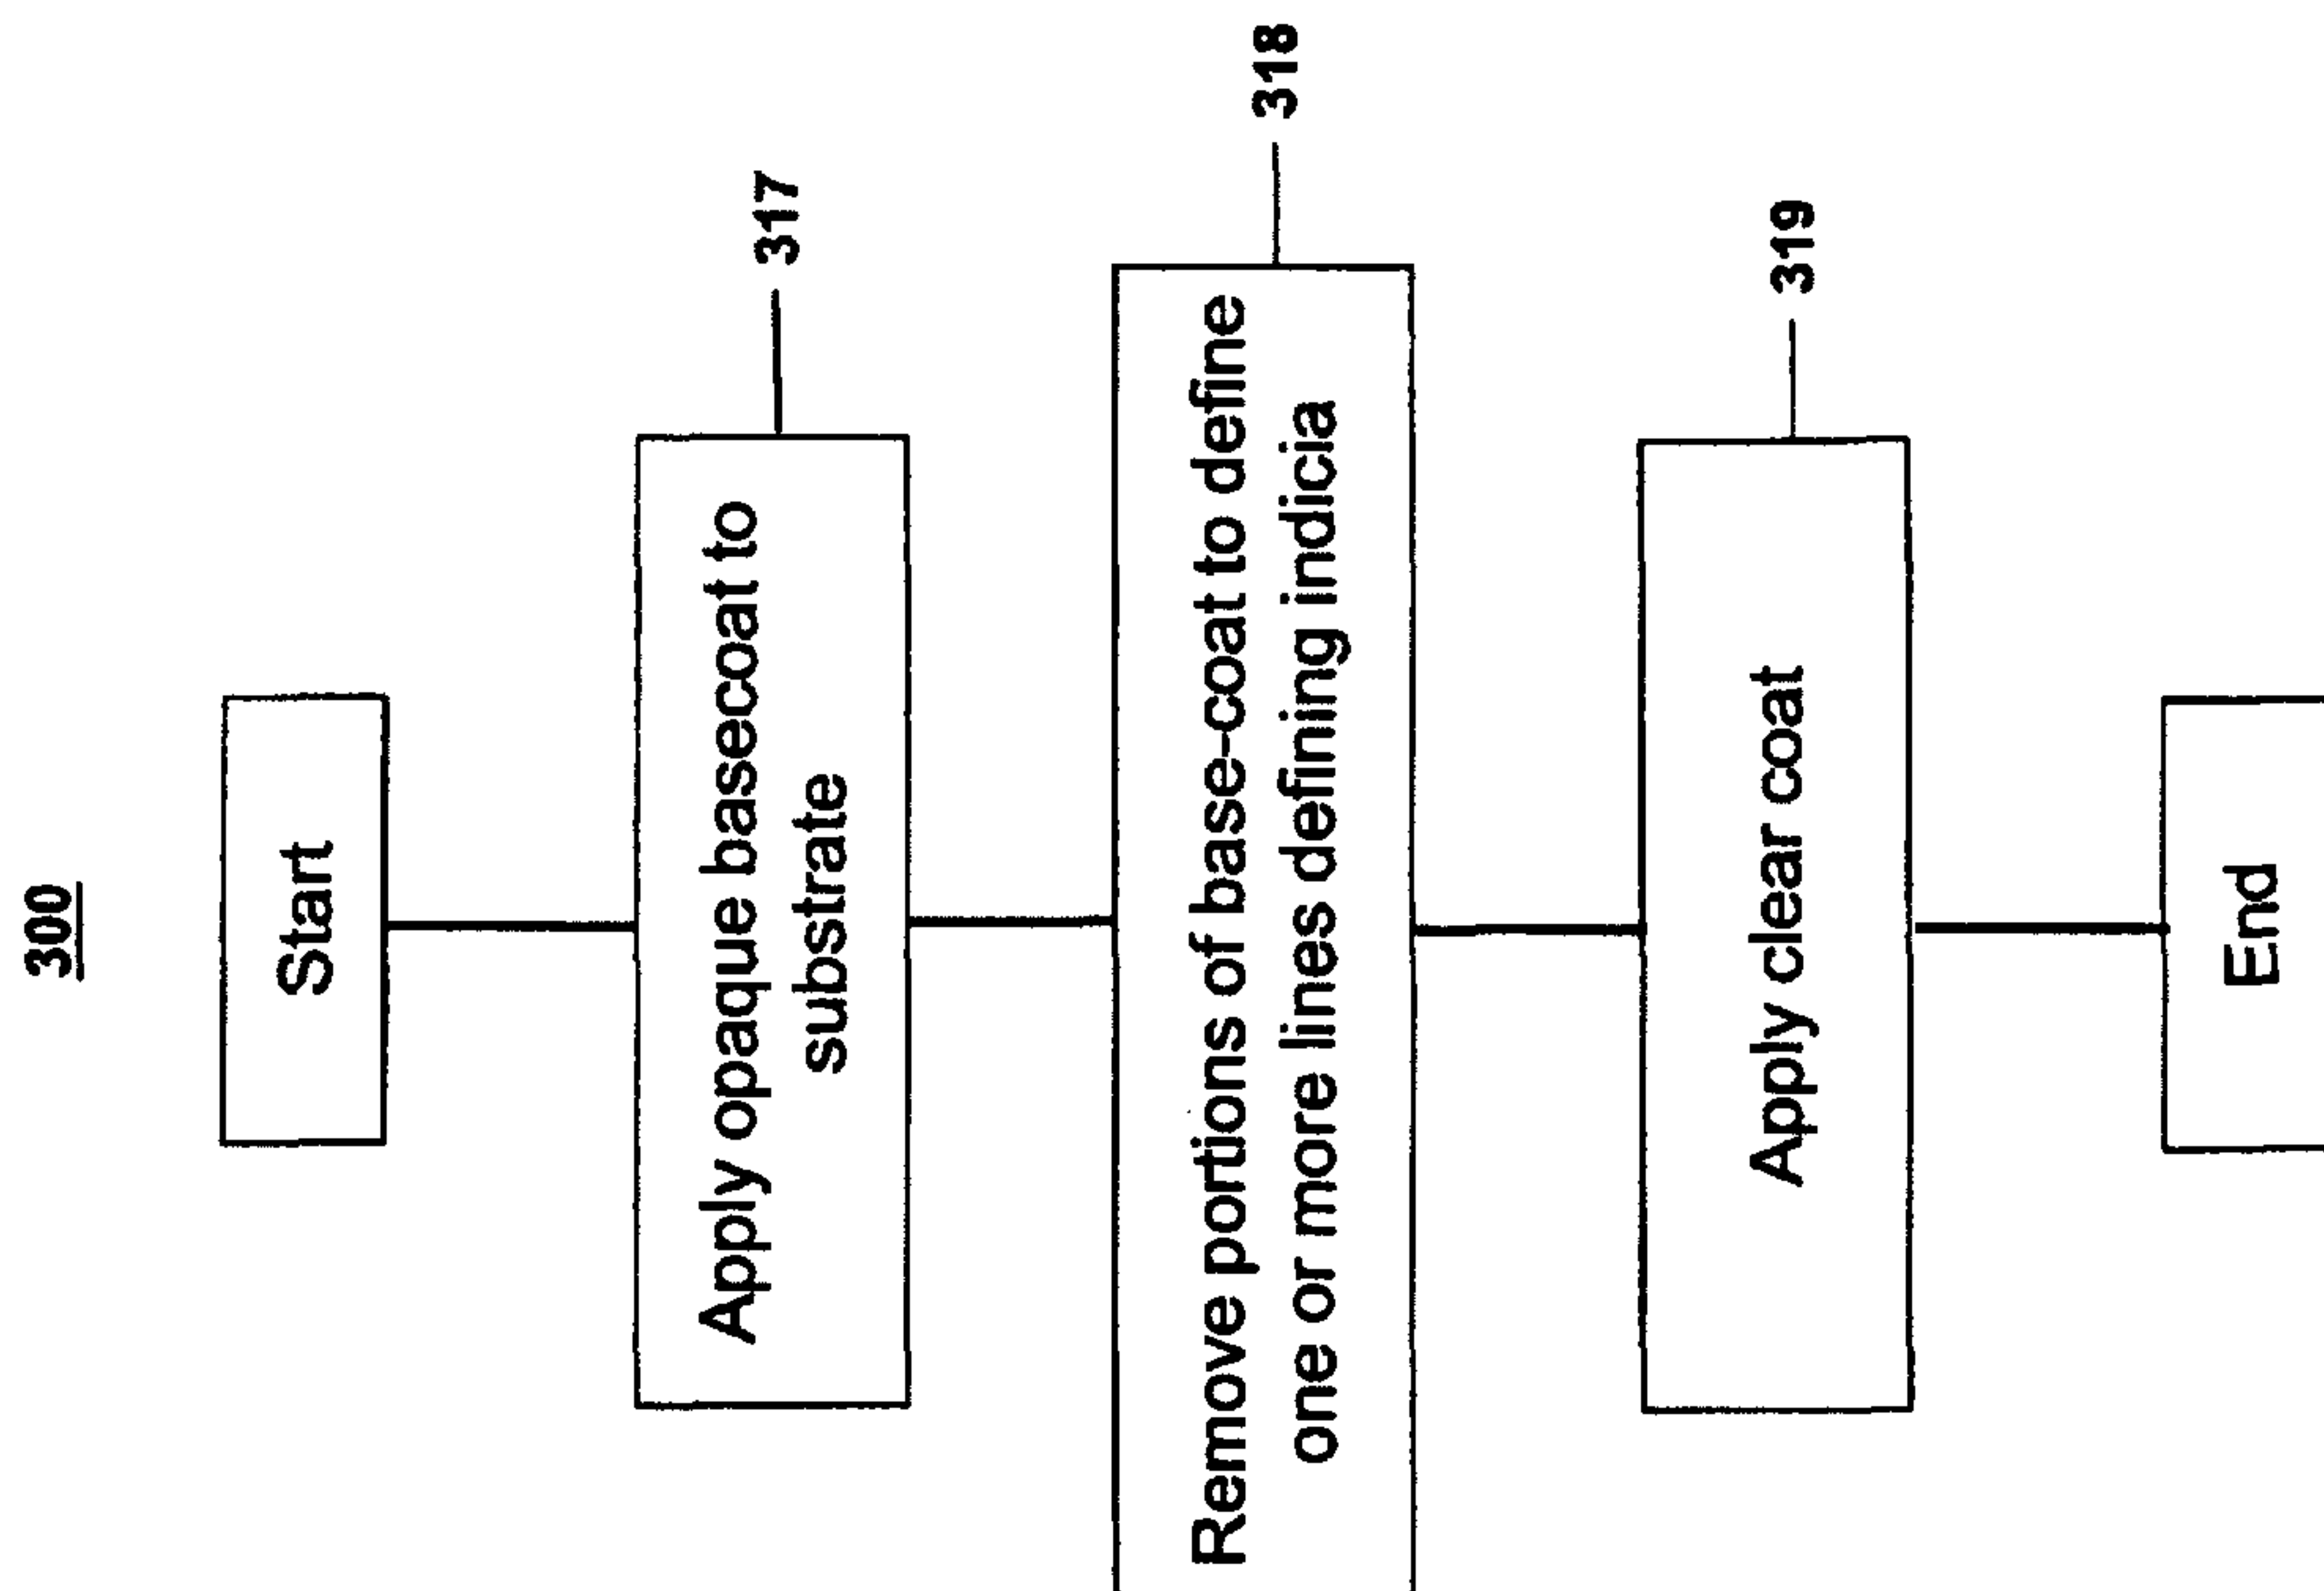 300
Start
Apply opaque basecoat to
substrate
317
Remove portions of base-coat to define
one or more lines defining indicia
318
Apply clear coat
319
End